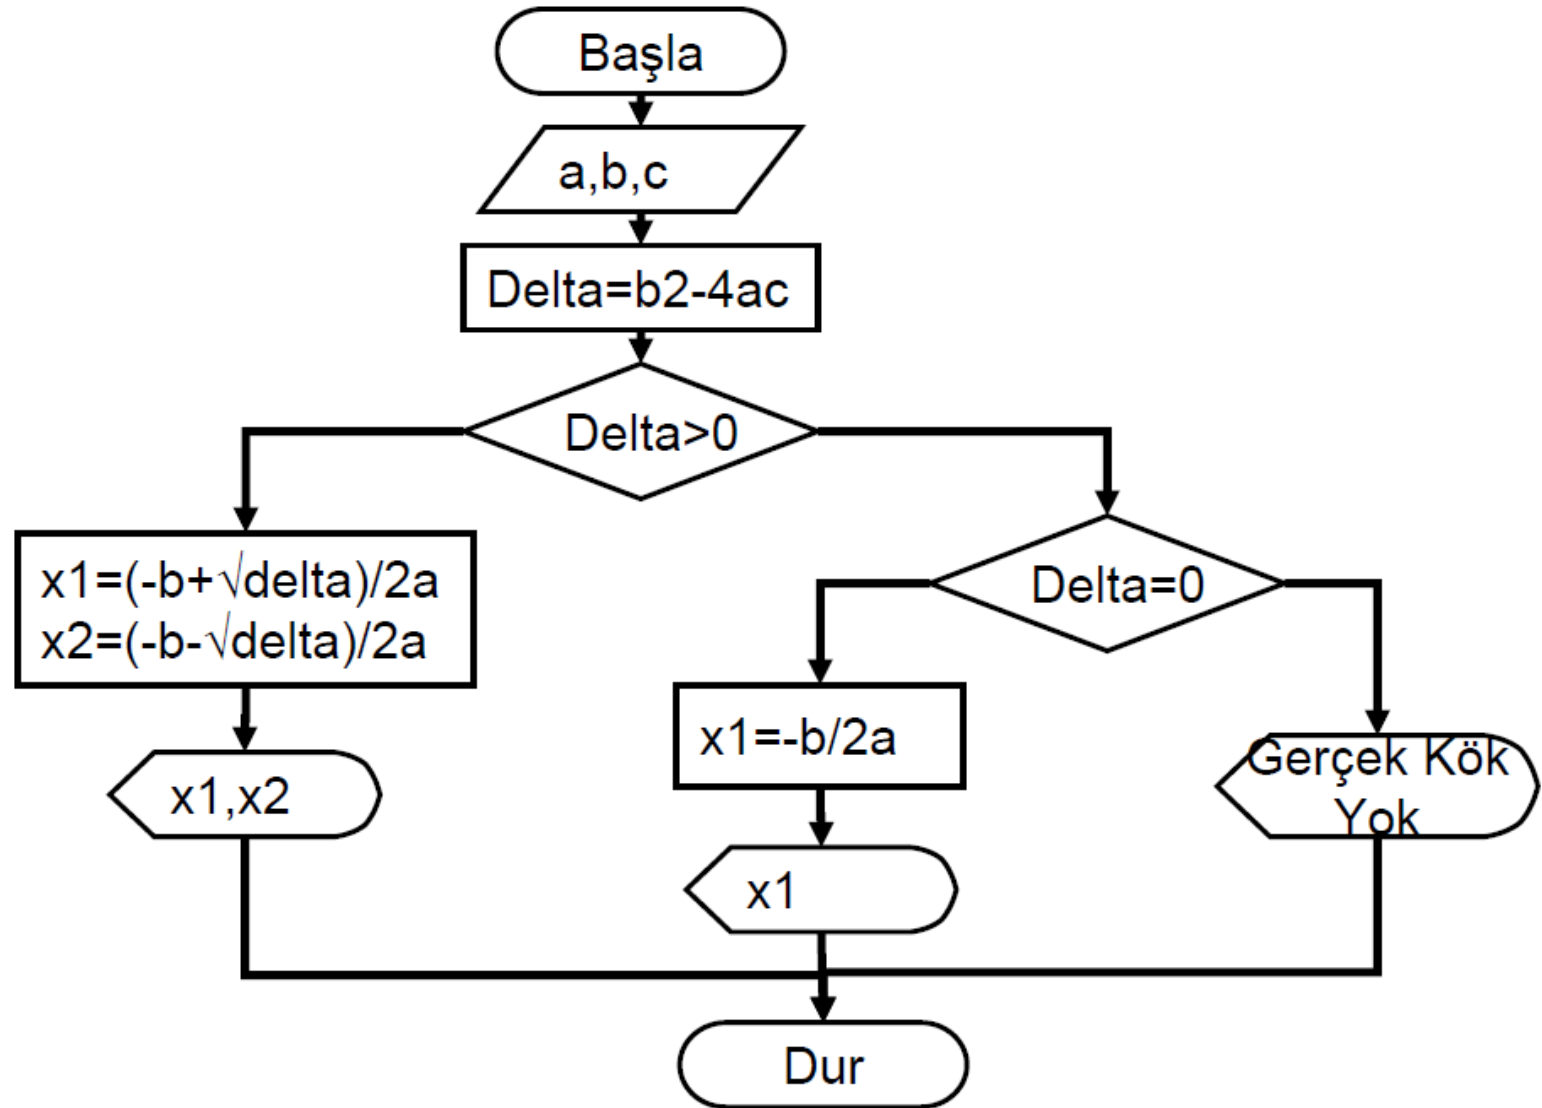 Başla
a,b,c
Delta=b2-4ac
Delta>0
x1=(-b+√delta)/2a
x2=(-b-√delta)/2a
x1,x2
Delta=0
x1=-b/2a
x1
Gerçek Kök
Yok
Dur